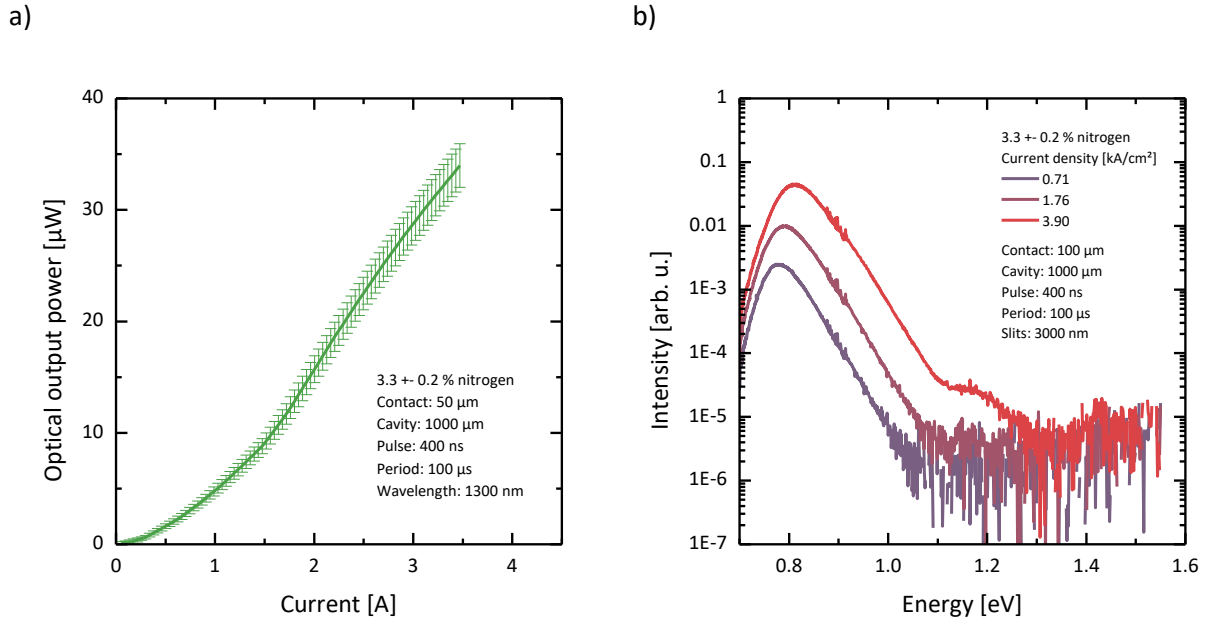 a)
40
30
20
10
0
0
1
2
3
4
Optical output power [µW]
Current [A]
3.3 +- 0.2 % nitrogen
Contact: 50 µm
Cavity: 1000 µm
Pulse: 400 ns
Period: 100 µs
Wavelength: 1300 nm
b)
1
0.1
0.01
1E-3
1E-4
1E-5
1E-6
1E-7
0.8
1.0
1.2
1.4
1.6
Intensity [arb. u.]
Energy [eV]
3.3 +- 0.2 % nitrogen
Current density [kA/cm²]
0.71
1.76
3.90
Contact: 100 µm
Cavity: 1000 µm
Pulse: 400 ns
Period: 100 µs
Slits: 3000 nm